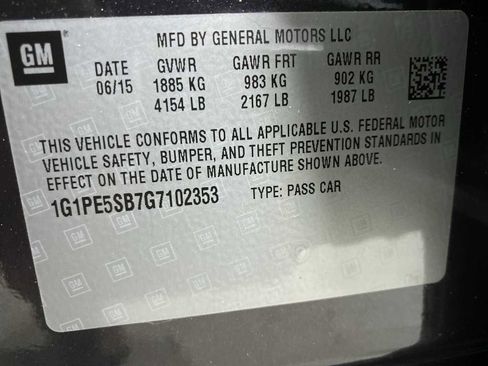 GM
MFD BY GENERAL MOTORS LLC
DATE GVWR GAWR FRT GAWR RR
06/15 1885 KG 983 KG 902 KG
4154 LB 2167 LB 1987 LB
THIS VEHICLE CONFORMS TO ALL APPLICABLE U.S. FEDERAL MOTOR
VEHICLE SAFETY, BUMPER, AND THEFT PREVENTION STANDARDS IN
EFFECT ON THE DATE OF MANUFACTURE SHOWN ABOVE.
1G1PE5SB7G7102353 TYPE: PASS CAR